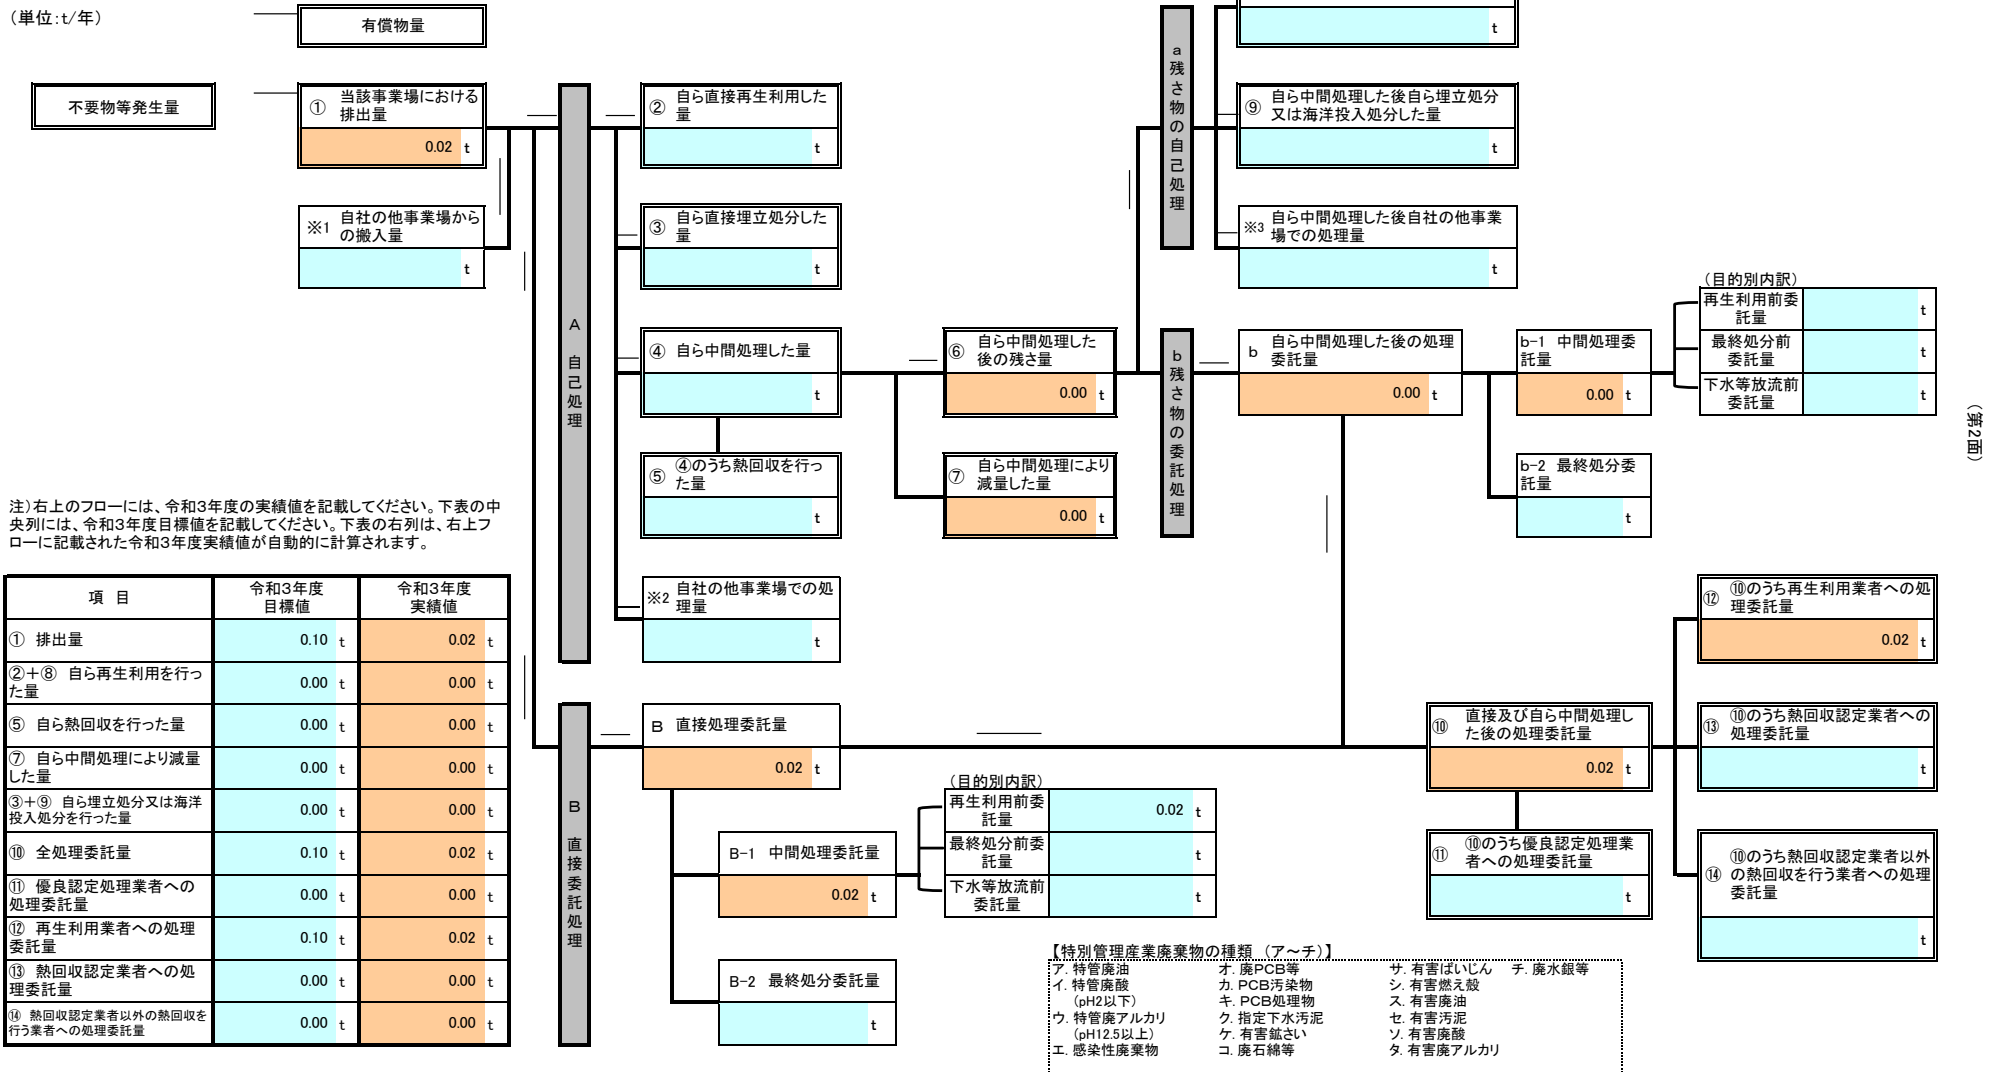 （単位:t/年）
有償物量
不要物等発生量
① 当該事業場における
排出量
0.02 t
※1 自社の他事業場から
の搬入量
t
A 自己処理
② 自ら直接再生利用した
量
t
③ 自ら直接埋立処分した
量
t
④ 自ら中間処理した量
t
⑤ ④のうち熱回収を行っ
た量
t
※2 自社の他事業場での処
理量
t
⑥ 自ら中間処理した
後の残さ量
0.00 t
⑦ 自ら中間処理により
減量した量
0.00 t
a残さ物の自己処理
t
⑨ 自ら中間処理した後自ら埋立処分
又は海洋投入処分した量
t
※3 自ら中間処理した後自社の他事業
場での処理量
t
b残さ物の委託処理
b 自ら中間処理した後の処理
委託量
0.00 t
b-1 中間処理委
託量
0.00 t
b-2 最終処分委
託量
t
（目的別内訳）
再生利用前委
託量
t
最終処分前
委託量
t
下水等放流前
委託量
t
（第2面）
注）右上のフローには、令和3年度の実績値を記載してください。下表の中
央列には、令和3年度目標値を記載してください。下表の右列は、右上フ
ローに記載された令和3年度実績値が自動的に計算されます。
項 目 令和3年度
目標値 令和3年度
実績値
① 排出量 0.10 t 0.02 t
②＋⑧ 自ら再生利用を行っ
た量 0.00 t 0.00 t
⑤ 自ら熱回収を行った量 0.00 t 0.00 t
⑦ 自ら中間処理により減量
した量 0.00 t 0.00 t
③＋⑨ 自ら埋立処分又は海洋
投入処分を行った量 0.00 t 0.00 t
⑩ 全処理委託量 0.10 t 0.02 t
⑪ 優良認定処理業者への
処理委託量 0.00 t 0.00 t
⑫ 再生利用業者への処理
委託量 0.10 t 0.02 t
⑬ 熱回収認定業者への処
理委託量 0.00 t 0.00 t
⑭ 熱回収認定業者以外の熱回収を
行う業者への処理委託量 0.00 t 0.00 t
B 直接委託処理
B 直接処理委託量
0.02 t
B-1 中間処理委託量
0.02 t
B-2 最終処分委託量
t
（目的別内訳）
再生利用前委
託量
0.02 t
最終処分前委
託量
t
下水等放流前
委託量
t
⑩ 直接及び自ら中間処理し
た後の処理委託量
0.02 t
⑪ ⑩のうち優良認定処理業
者への処理委託量
t
⑫ ⑩のうち再生利用業者への処
理委託量
0.02 t
⑬ ⑩のうち熱回収認定業者への
処理委託量
t
⑭ ⑩のうち熱回収認定業者以外
の熱回収を行う業者への処理
委託量
t
【特別管理産業廃棄物の種類 （ア～チ）】
ア. 特管廃油 オ. 廃PCB等 サ. 有害ばいじん チ. 廃水銀等
イ. 特管廃酸 カ. PCB汚染物 シ. 有害燃え殻
（pH2以下） キ. PCB処理物 ス. 有害廃油
ウ. 特管廃アルカリ ク. 指定下水汚泥 セ. 有害汚泥
（pH12.5以上） ケ. 有害鉱さい ソ. 有害廃酸
エ. 感染性廃棄物 コ. 廃石綿等 タ. 有害廃アルカリ